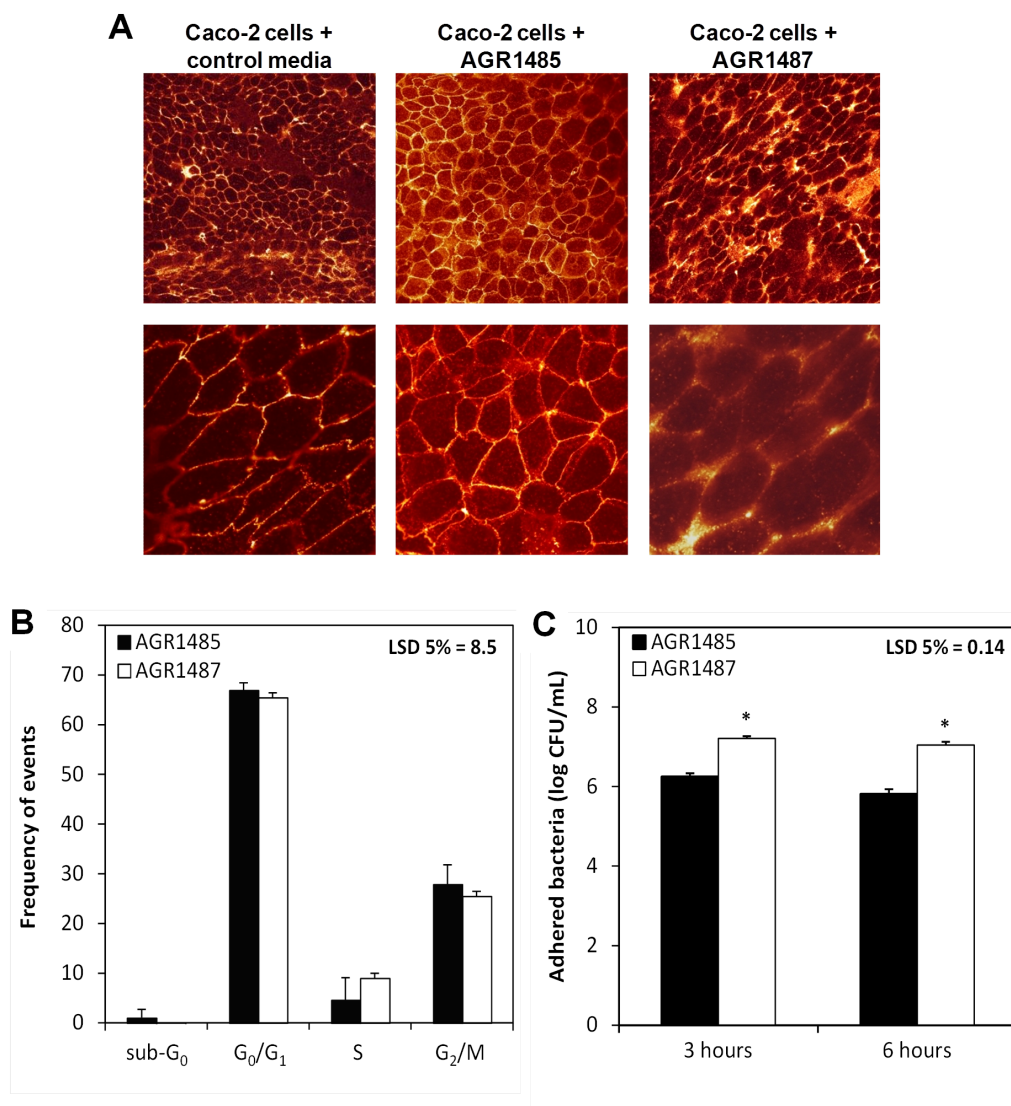 A
Caco-2 cells +
control media
Caco-2 cells +
AGR1485
Caco-2 cells +
AGR1487
B
80
70
60
50
40
30
20
10
0
Frequency of events
AGR1485
AGR1487
LSD 5% = 8.5
sub-G₀
G₀/G₁
S
G₂/M
C
10
8
6
4
2
0
Adhered bacteria (log CFU/mL)
AGR1485
AGR1487
LSD 5% = 0.14
*
*
3 hours
6 hours